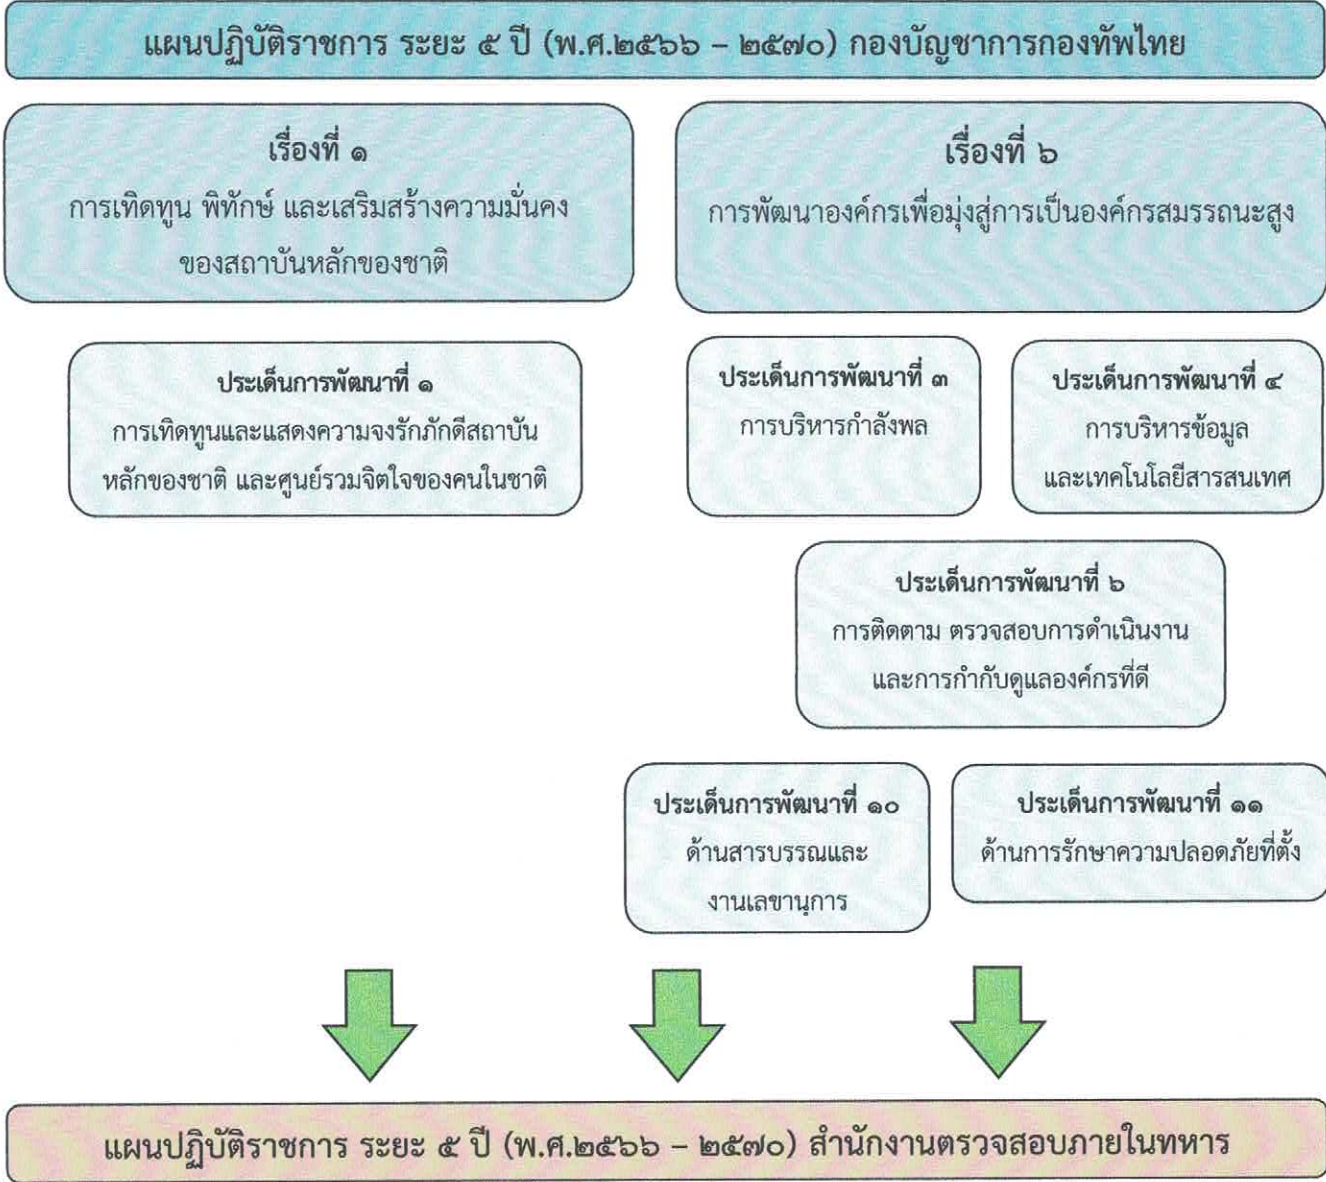 แผนปฏิบัติราชการ ระยะ ๕ ปี (พ.ศ.๒๕๖๖ – ๒๕๗๐) กองบัญชาการกองทัพไทย
เรื่องที่ ๑
การเทิดทูน พิทักษ์ และเสริมสร้างความมั่นคง
ของสถาบันหลักของชาติ
เรื่องที่ ๖
การพัฒนาองค์กรเพื่อมุ่งสู่การเป็นองค์กรสมรรถนะสูง
ประเด็นการพัฒนาที่ ๑
การเทิดทูนและแสดงความจงรักภักดีสถาบัน
หลักของชาติ และศูนย์รวมจิตใจของคนในชาติ
ประเด็นการพัฒนาที่ ๓
การบริหารกำลังพล
ประเด็นการพัฒนาที่ ๔
การบริหารข้อมูล
และเทคโนโลยีสารสนเทศ
ประเด็นการพัฒนาที่ ๖
การติดตาม ตรวจสอบการดำเนินงาน
และการกำกับดูแลองค์กรที่ดี
ประเด็นการพัฒนาที่ ๑๐
ด้านสารบรรณและ
งานเลขานุการ
ประเด็นการพัฒนาที่ ๑๑
ด้านการรักษาความปลอดภัยที่ตั้ง
แผนปฏิบัติราชการ ระยะ ๕ ปี (พ.ศ.๒๕๖๖ – ๒๕๗๐) สำนักงานตรวจสอบภายในทหาร